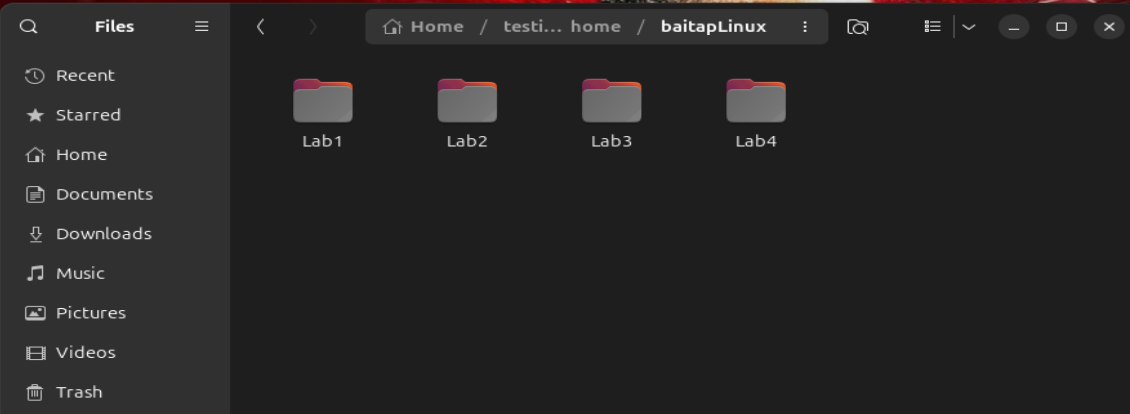 Files
Home / testi... home / baitapLinux
Recent
Starred
Home
Documents
Downloads
Music
Pictures
Videos
Trash
Lab1 Lab2 Lab3 Lab4